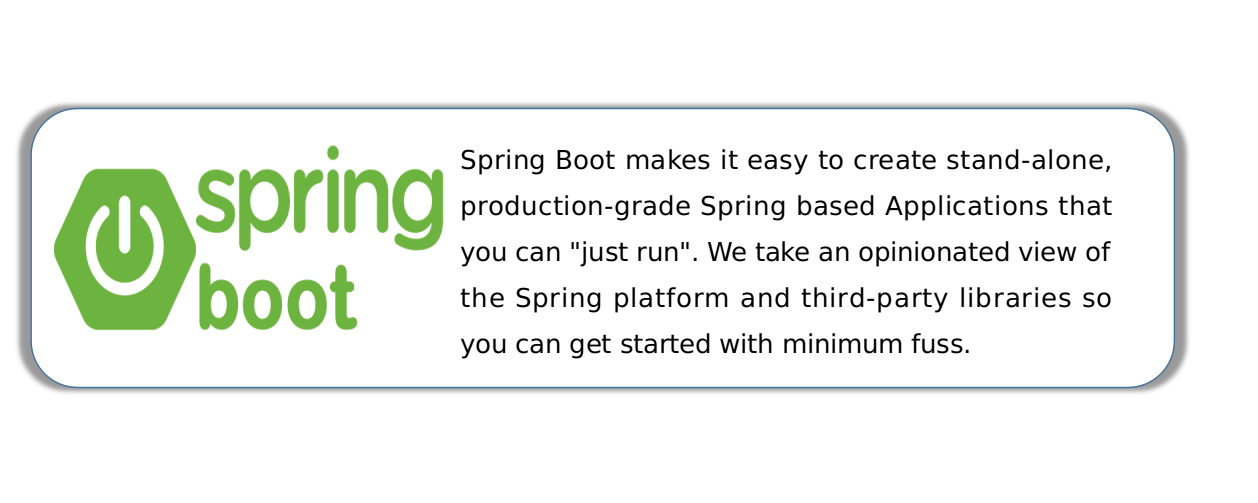 spring
boot
Spring Boot makes it easy to create stand-alone,
production-grade Spring based Applications that
you can "just run". We take an opinionated view of
the Spring platform and third-party libraries so
you can get started with minimum fuss.